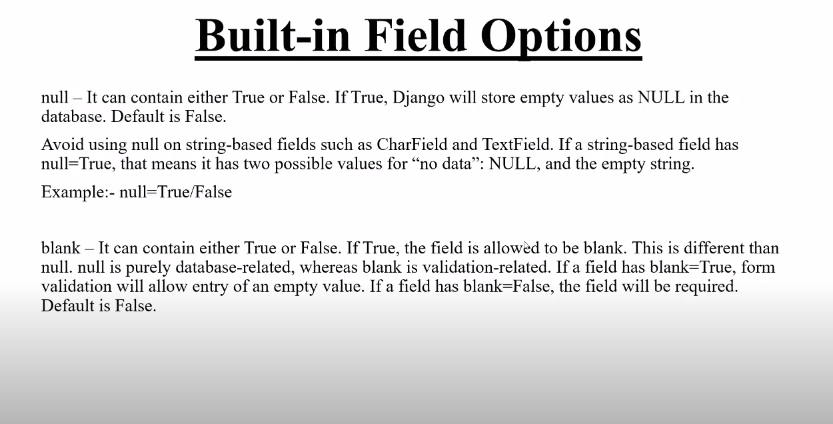 Built-in Field Options
null – It can contain either True or False. If True, Django will store empty values as NULL in the
database. Default is False.
Avoid using null on string-based fields such as CharField and TextField. If a string-based field has
null=True, that means it has two possible values for “no data”: NULL, and the empty string.
Example:- null=True/False
blank – It can contain either True or False. If True, the field is allowed to be blank. This is different than
null. null is purely database-related, whereas blank is validation-related. If a field has blank=True, form
validation will allow entry of an empty value. If a field has blank=False, the field will be required.
Default is False.